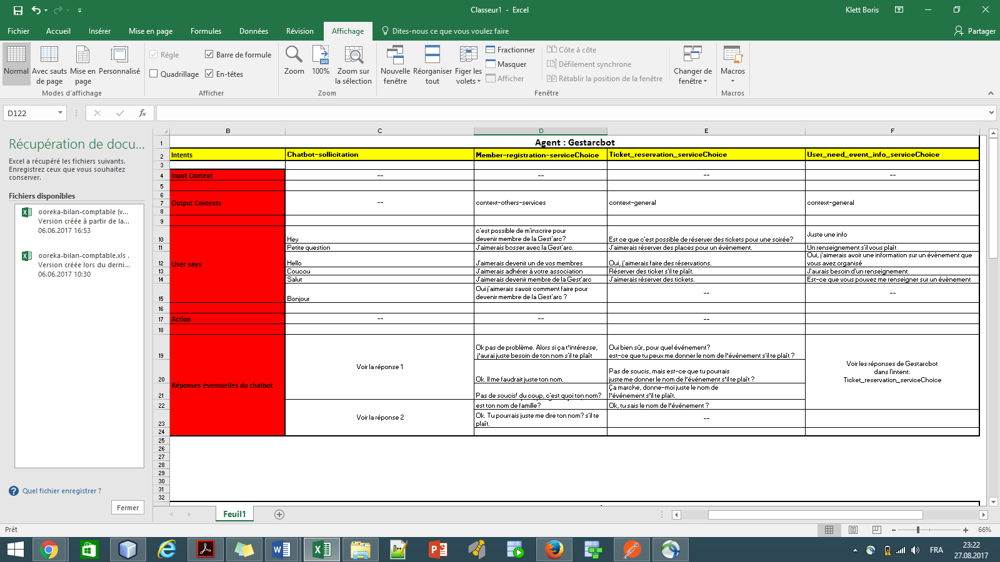 Classeur1 - Excel
Klett Boris
Fichier
Accueil
Insérer
Mise en page
Formules
Données
Révision
Affichage
Dites-nous ce que vous voulez faire
Partager
Normal
Avec sauts
de page
Mise en
page
Personnalisé
Modes d'affichage
Règle
Barre de formule
Quadrillage
En-têtes
Afficher
Zoom
100
100%
Zoom sur
la sélection
Zoom
Nouvelle
fenêtre
Réorganiser
tout
Figer les
volets
Fractionner
Masquer
Afficher
Côte à côte
Défilement synchrone
Rétablir la position de la fenêtre
Changer de
fenêtre
Fenêtre
Macros
Macros
D122
fx
Récupération de docu...
Excel a récupéré les fichiers suivants.
Enregistrez ceux que vous souhaitez
conserver.
Fichiers disponibles
ooreka-bilan-comptable (v...
Version créée à partir de la...
06.06.2017 16:53
ooreka-bilan-comptable.xls .
Version créée lors du derni...
06.06.2017 10:30
Quel fichier enregistrer ?
Fermer
B C D E F
1 Agent : Gestarcbot
2 Intents Chatbot-sollicitation Member-registration-serviceChoice Ticket_reservation_serviceChoice User_need_event_info_serviceChoice
3
4 Input Context -- -- -- --
5
6
7 Output Contexts -- context-others-services context-general context-general
8
9
User says
10 Hey c'est possible de m'inscrire pour
devenir membre de la Gest'arc? Est ce que c'est possible de réserver des tickets pour une soirée? Juste une info
11 Petite question J'aimerais bosser avec la Gest'arc. J'aimerais réserver des places pour un évènement. Un renseignement s'il vous plaît
12 Hello J'aimerais devenir un de vos membres Oui, j'aimerais faire des réservations. Oui, j'aimerais avoir une information sur un évènement que
vous avez organisé
13 Coucou J'aimerais adhérer à votre association Réserver des ticket s'il te plaît. J'aurais besoin d'un renseignement
14 Salut J'aimerais devenir membre de la Gest'arc J'aimerais réserver des tickets. Est-ce que vous pouvez me renseigner sur un évènement
15 Bonjour Oui j'aimerais savoir comment faire pour
devenir membre de la Gest'arc ? -- --
16
17 Action -- -- --
18
Réponses éventuelles du chatbot
Voir la réponse 1
19 Ok pas de problème. Alors si ça t'intéresse,
j'aurai juste besoin de ton nom s'il te plaît Oui bien sûr, pour quel événement?
est-ce que tu peux me donner le nom de l'événement s'il te plaît ?
Voir les réponses de Gestarcbot
dans l'intent:
Ticket_reservation_serviceChoice
20 Ok. Il me faudrait juste ton nom. Pas de soucis, mais est-ce que tu pourrais
juste me donner le nom de l'événement s'il te plaît ?
21 Pas de soucis! du coup, c'est quoi ton nom? Ça marche, donne-moi juste le nom de
l'événement s'il te plaît.
22 est ton nom de famille? Ok, tu sais le nom de l'événement ?
Voir la réponse 2
23 Ok. Tu pourrais juste me dire ton nom? s'il te
plaît. --
24
25
26
27
28
29
30
31
32
Feuil1
Prêt
66%
FRA
23:22
27.08.2017